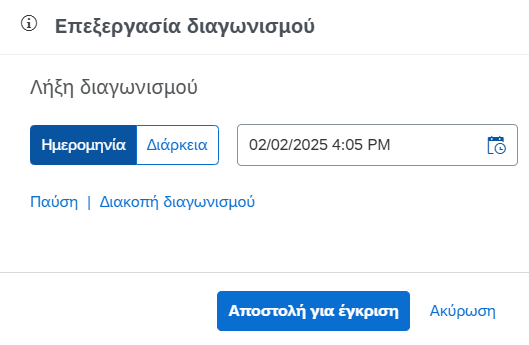 Επεξεργασία διαγωνισμού
Λήξη διαγωνισμού
Ημερομηνία Διάρκεια 02/02/2025 4:05 PM
Παύση | Διακοπή διαγωνισμού
Αποστολή για έγκριση Ακύρωση